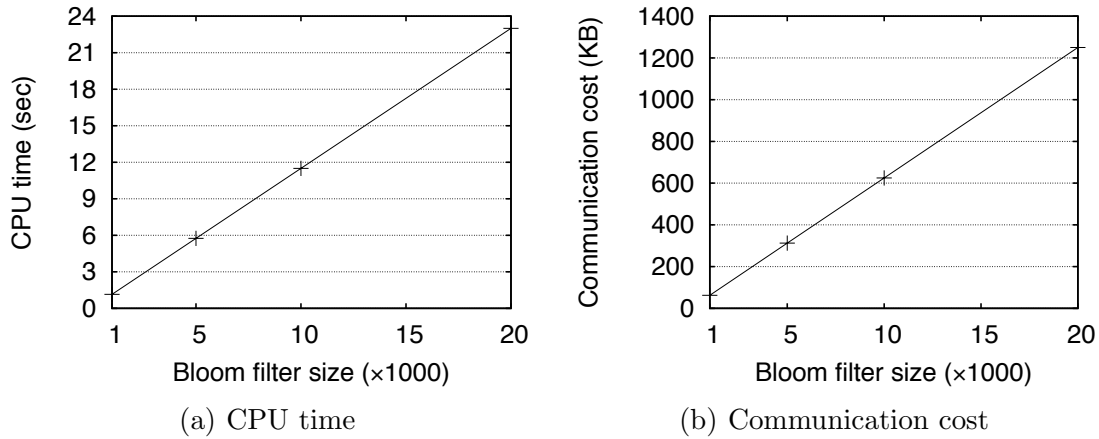 24
21
18
15
12
9
6
3
0
CPU time (sec)
1 5 10 15 20
Bloom filter size (×1000)
(a) CPU time
1400
1200
1000
800
600
400
200
0
Communication cost (KB)
1 5 10 15 20
Bloom filter size (×1000)
(b) Communication cost